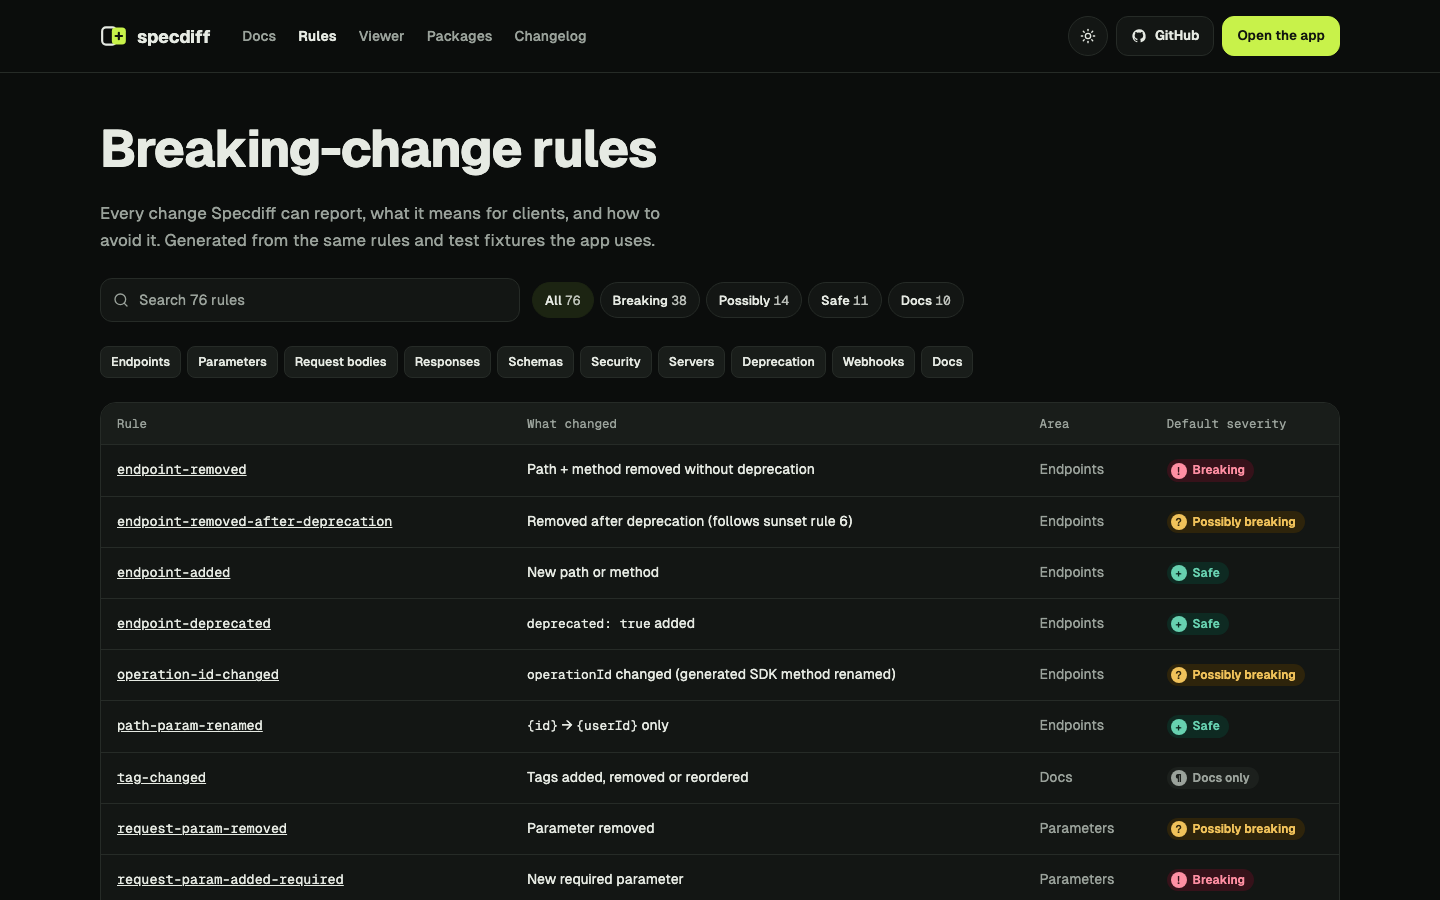 specdiff Docs Rules Viewer Packages Changelog GitHub Open the app
Breaking-change rules
Every change Specdiff can report, what it means for clients, and how to
avoid it. Generated from the same rules and test fixtures the app uses.
Search 76 rules All 76 Breaking 38 Possibly 14 Safe 11 Docs 10
Endpoints Parameters Request bodies Responses Schemas Security Servers Deprecation Webhooks Docs
Rule What changed Area Default severity
endpoint-removed Path + method removed without deprecation Endpoints ! Breaking
endpoint-removed-after-deprecation Removed after deprecation (follows sunset rule 6) Endpoints ? Possibly breaking
endpoint-added New path or method Endpoints + Safe
endpoint-deprecated deprecated: true added Endpoints + Safe
operation-id-changed operationId changed (generated SDK method renamed) Endpoints ? Possibly breaking
path-param-renamed {id} → {userId} only Endpoints + Safe
tag-changed Tags added, removed or reordered Docs ¶ Docs only
request-param-removed Parameter removed Parameters ? Possibly breaking
request-param-added-required New required parameter Parameters ! Breaking